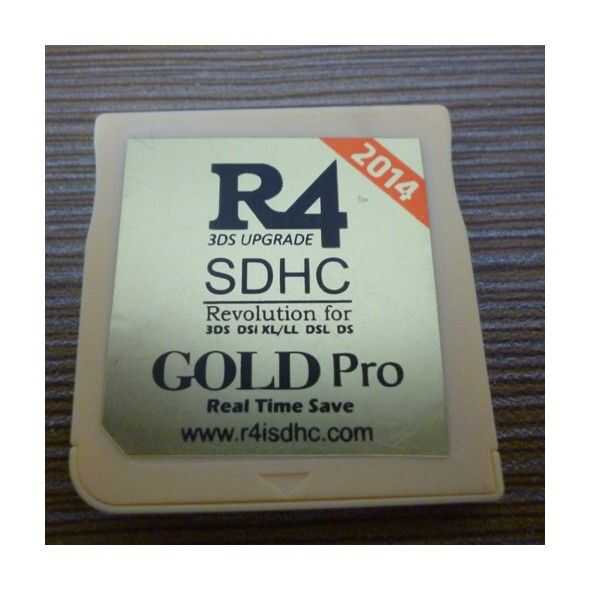 2014
R4
3DS UPGRADE
SDHC
Revolution for
3DS DSi XL/LL DSL DS
GOLD Pro
Real Time Save
www.r4isdhc.com